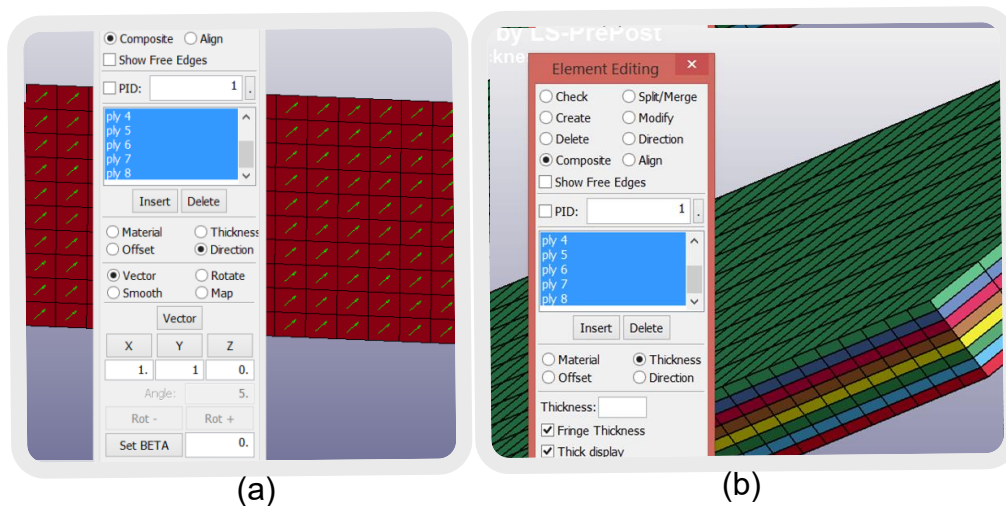 Composite Align
Show Free Edges
PID: 1 .
ply 4
ply 5
ply 6
ply 7
ply 8
Insert Delete
Material Thickness
Offset Direction
Vector Rotate
Smooth Map
Vector
X Y Z
1. 1 0.
Angle: 5.
Rot - Rot +
Set BETA 0.
(a)
by LS-PrePost
Element Editing
Check Split/Merge
Create Modify
Delete Direction
Composite Align
Show Free Edges
PID: 1 .
ply 4
ply 5
ply 6
ply 7
ply 8
Insert Delete
Material Thickness
Offset Direction
Thickness:
Fringe Thickness
Thick display
(b)